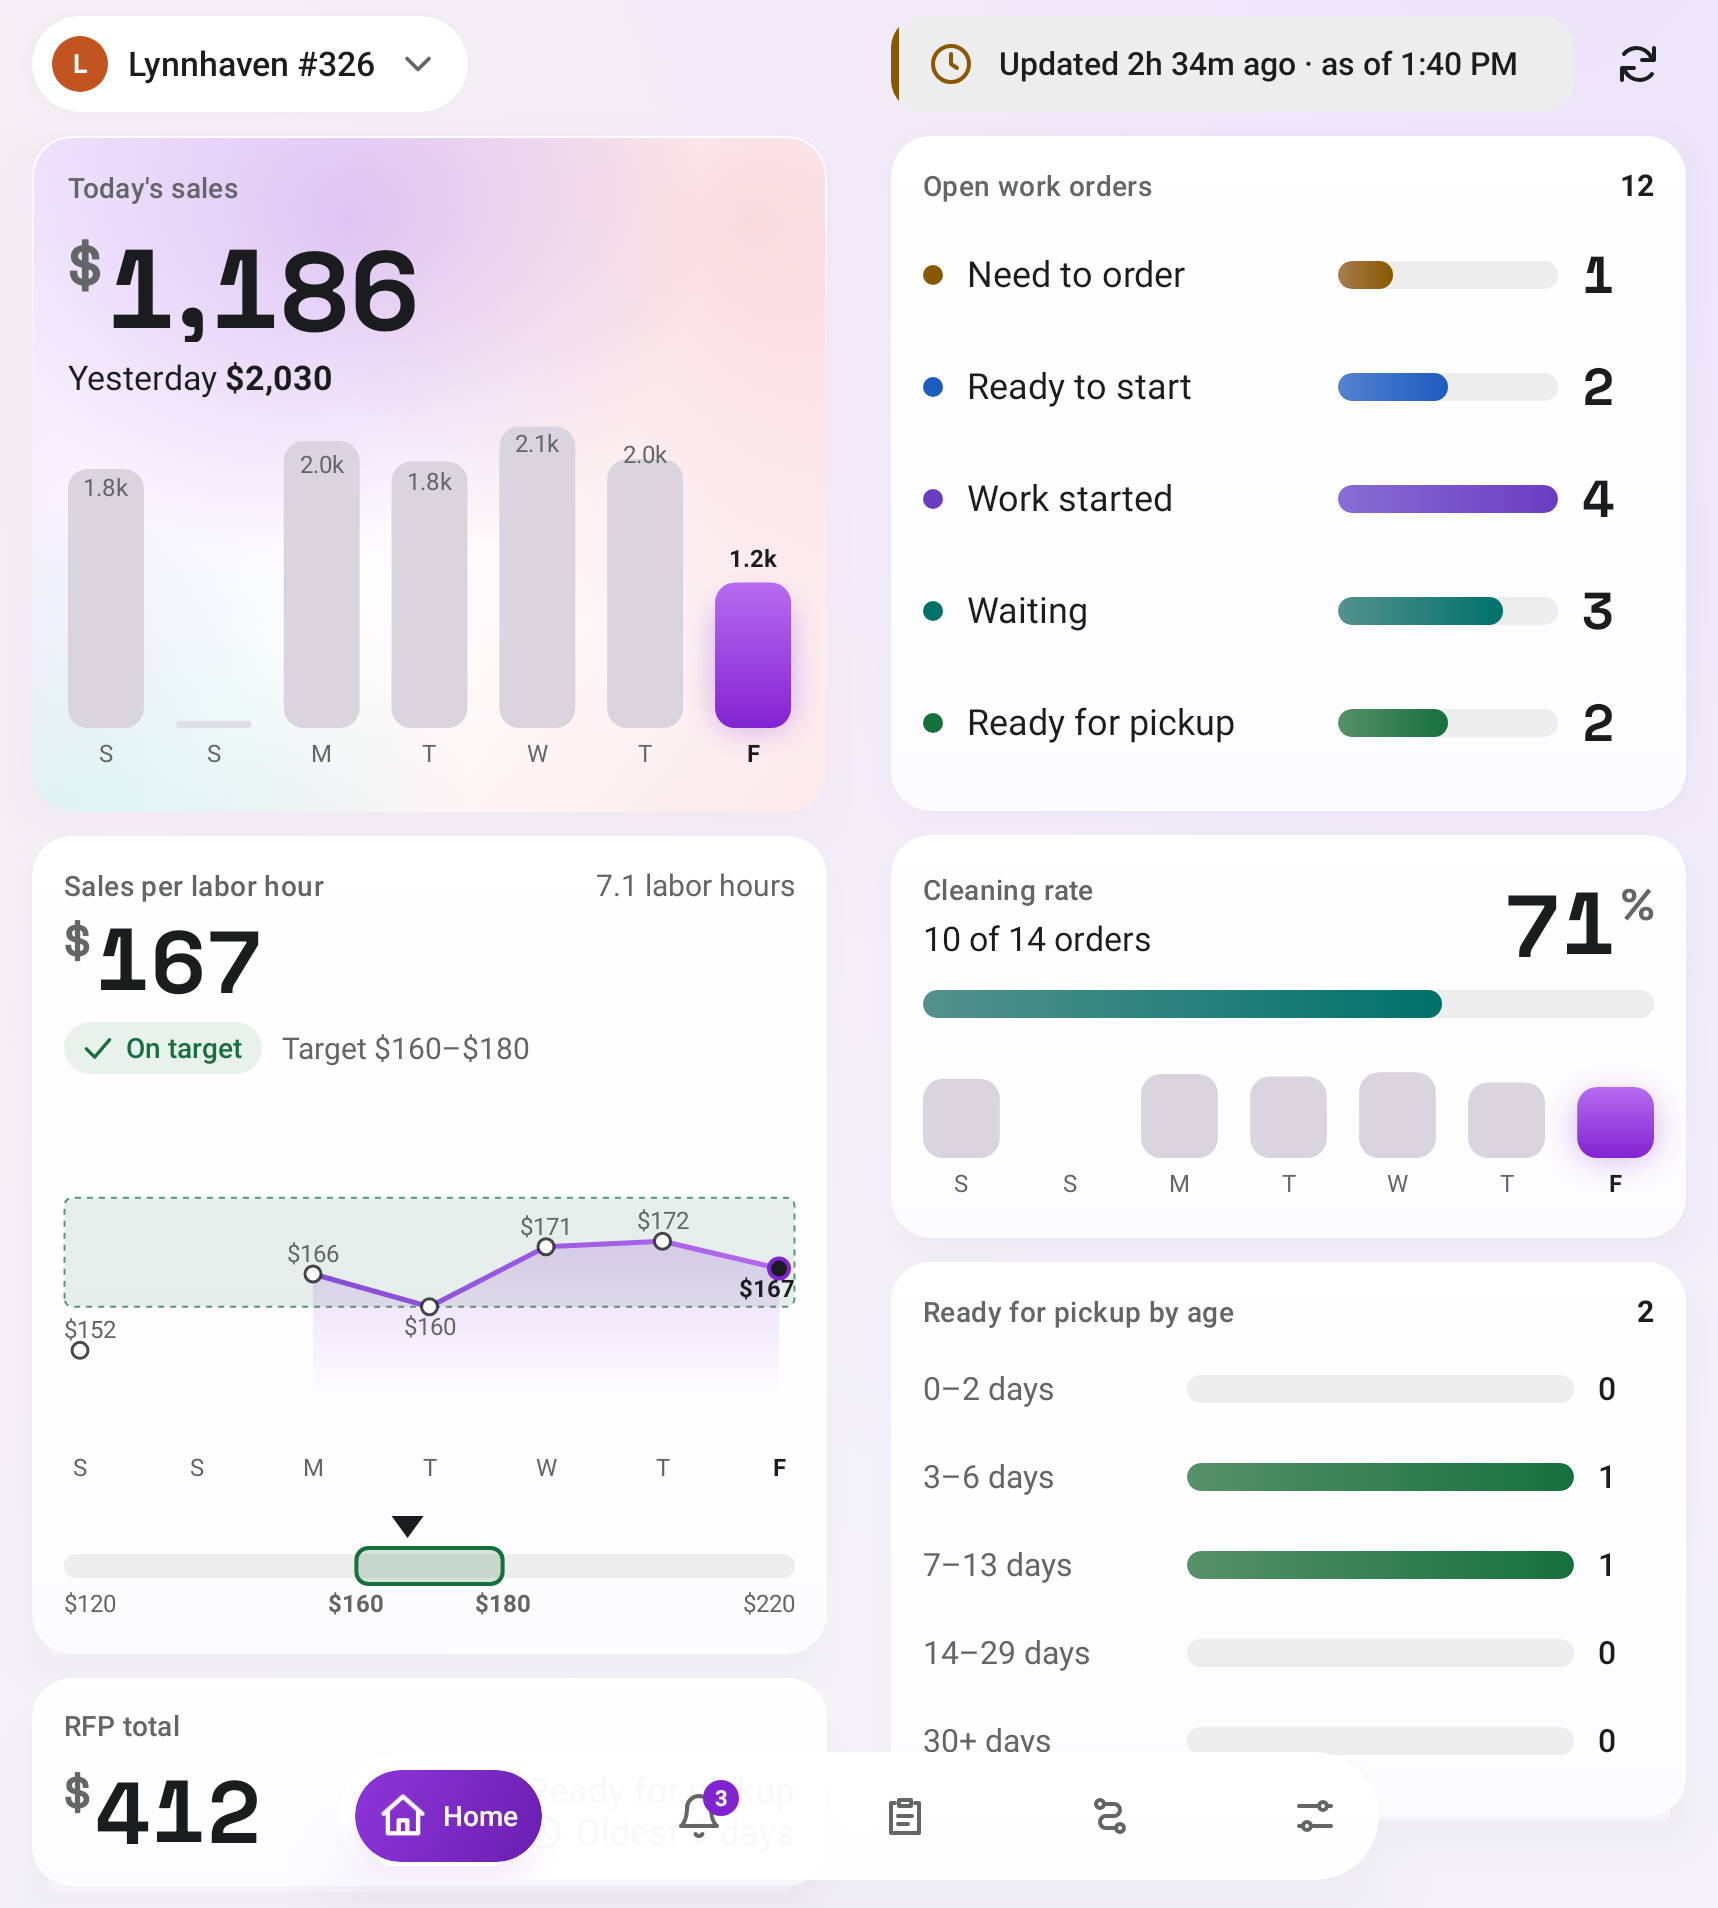 L
Lynnhaven #326
Updated 2h 34m ago · as of 1:40 PM
Today's sales
$1,186
Yesterday $2,030
1.8k
2.0k
1.8k
2.1k
2.0k
1.2k
S S M T W T F
Open work orders 12
Need to order 1
Ready to start 2
Work started 4
Waiting 3
Ready for pickup 2
Sales per labor hour 7.1 labor hours
$167
On target Target $160–$180
$152
$166
$160
$171
$172
$167
S S M T W T F
$120 $160 $180 $220
Cleaning rate
10 of 14 orders
71%
S S M T W T F
Ready for pickup by age 2
0–2 days 0
3–6 days 1
7–13 days 1
14–29 days 0
30+ days 0
RFP total
$412
Ready for pickup
Oldest days
Home
3